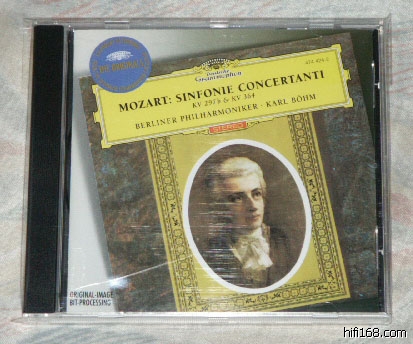 THE ORIGINALS
Deutsche
Grammophon
MOZART: SINFONIE CONCERTANTI
KV 297b & KV 364
BERLINER PHILHARMONIKER · KARL BÖHM
STEREO
ORIGINAL-IMAGE
BIT-PROCESSING
hifi168.com